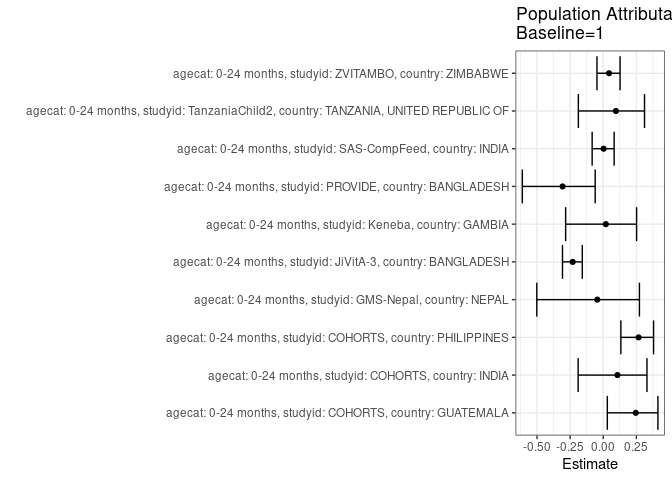 Population Attributa
Baseline=1
agecat: 0-24 months, studyid: ZVITAMBO, country: ZIMBABWE
agecat: 0-24 months, studyid: TanzaniaChild2, country: TANZANIA, UNITED REPUBLIC OF
agecat: 0-24 months, studyid: SAS-CompFeed, country: INDIA
agecat: 0-24 months, studyid: PROVIDE, country: BANGLADESH
agecat: 0-24 months, studyid: Keneba, country: GAMBIA
agecat: 0-24 months, studyid: JiVitA-3, country: BANGLADESH
agecat: 0-24 months, studyid: GMS-Nepal, country: NEPAL
agecat: 0-24 months, studyid: COHORTS, country: PHILIPPINES
agecat: 0-24 months, studyid: COHORTS, country: INDIA
agecat: 0-24 months, studyid: COHORTS, country: GUATEMALA
-0.50 -0.25 0.00 0.25
Estimate